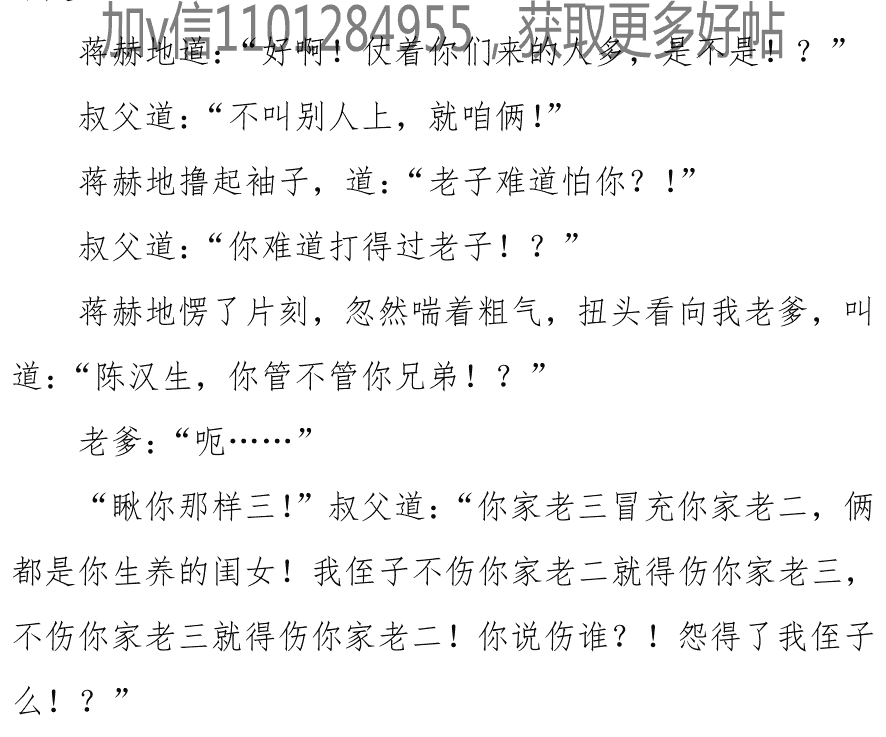 加v信1101284955，获取更多好帖
蒋赫地道：“好啊！仗着你们来的人多，是不是！？”
叔父道：“不叫别人上，就咱俩！”
蒋赫地撸起袖子，道：“老子难道怕你？！”
叔父道：“你难道打得过老子！？”
蒋赫地愣了片刻，忽然喘着粗气，扭头看向我老爹，叫
道：“陈汉生，你管不管你兄弟！？”
老爹：“呃……”
“瞅你那样三！”叔父道：“你家老三冒充你家老二，俩
都是你生养的闺女！我侄子不伤你家老二就得伤你家老三，
不伤你家老三就得伤你家老二！你说伤谁？！怨得了我侄子
么！？”